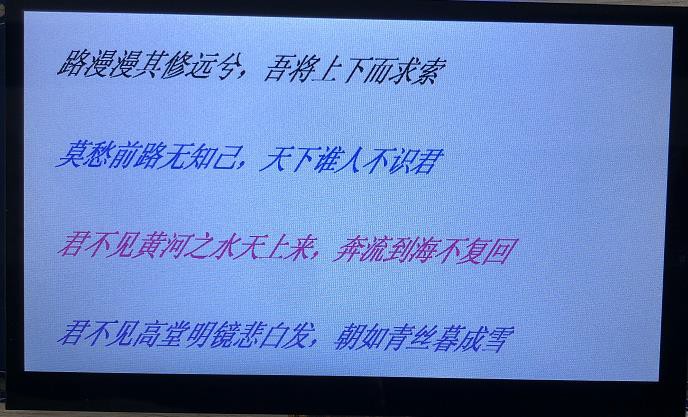 路漫漫其修远兮，吾将上下而求索
莫愁前路无知己，天下谁人不识君
君不见黄河之水天上来，奔流到海不复回
君不见高堂明镜悲白发，朝如青丝暮成雪